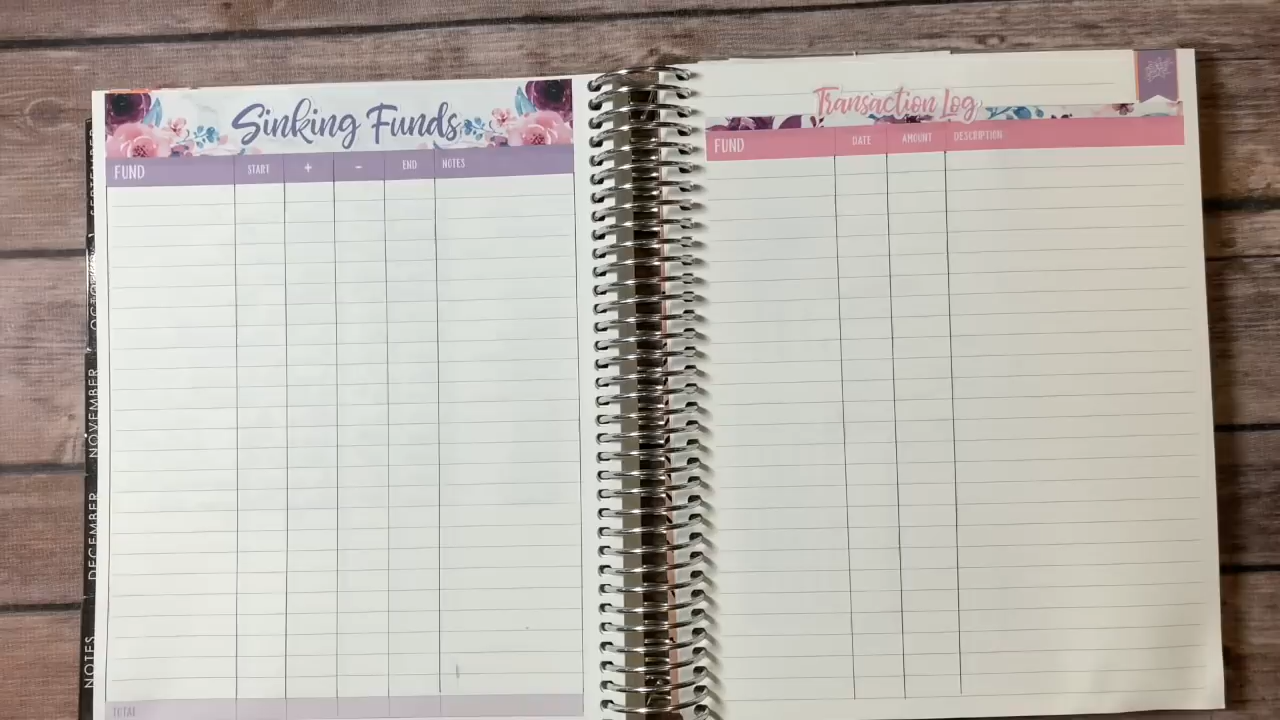 Sinking Funds
FUND START + - END NOTES
TOTAL
Transaction Log
FUND DATE AMOUNT DESCRIPTION
SEPTEMBER
OCTOBER
NOVEMBER
DECEMBER
NOTES